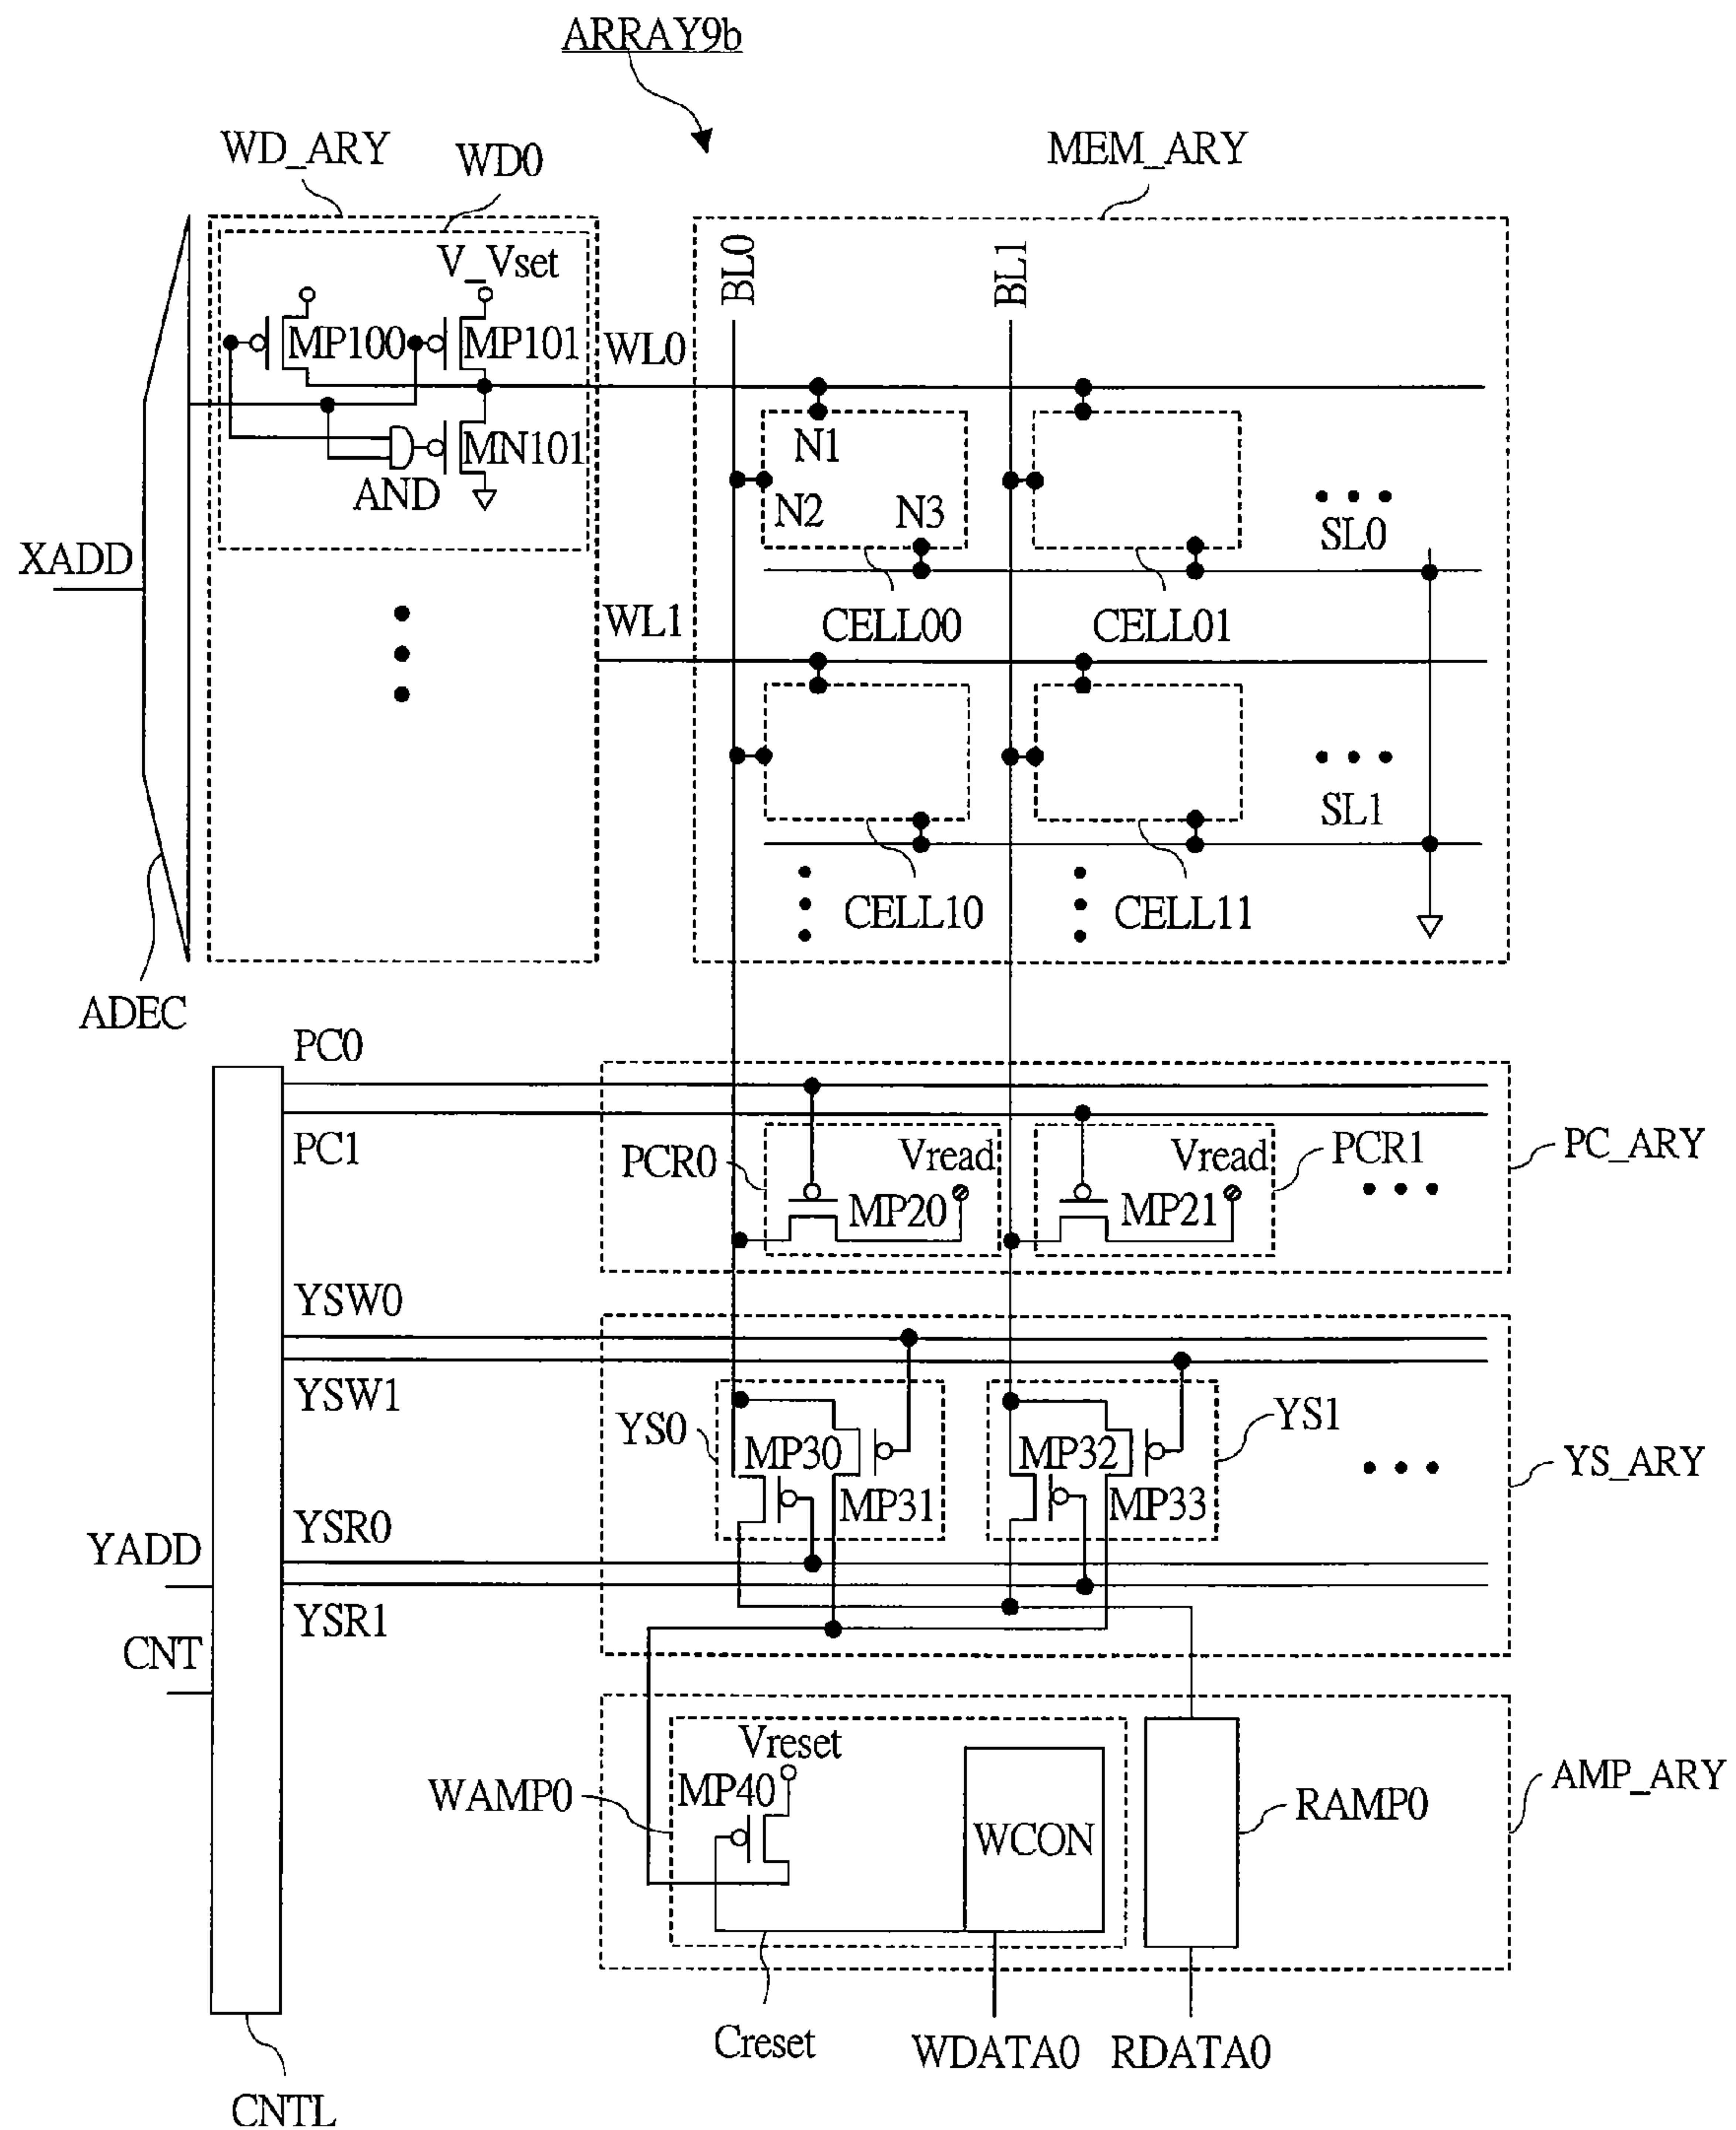 ARRAY9b
WD_ARY
WD0
MEM_ARY
V_Vset
BL0
BL1
MP100
MP101
WL0
N1
MN101
AND
N2
N3
SL0
XADD
WL1
CELL00
CELL01
SL1
CELL10
CELL11
ADEC
PC0
PC1
PCR0
Vread
Vread
PCR1
PC_ARY
MP20
MP21
YSW0
YSW1
YS0
MP30
MP32
YS1
YS_ARY
MP31
MP33
YSR0
YADD
YSR1
CNT
Vreset
WAMP0
MP40
AMP_ARY
RAMP0
WCON
Creset
WDATA0
RDATA0
CNTL